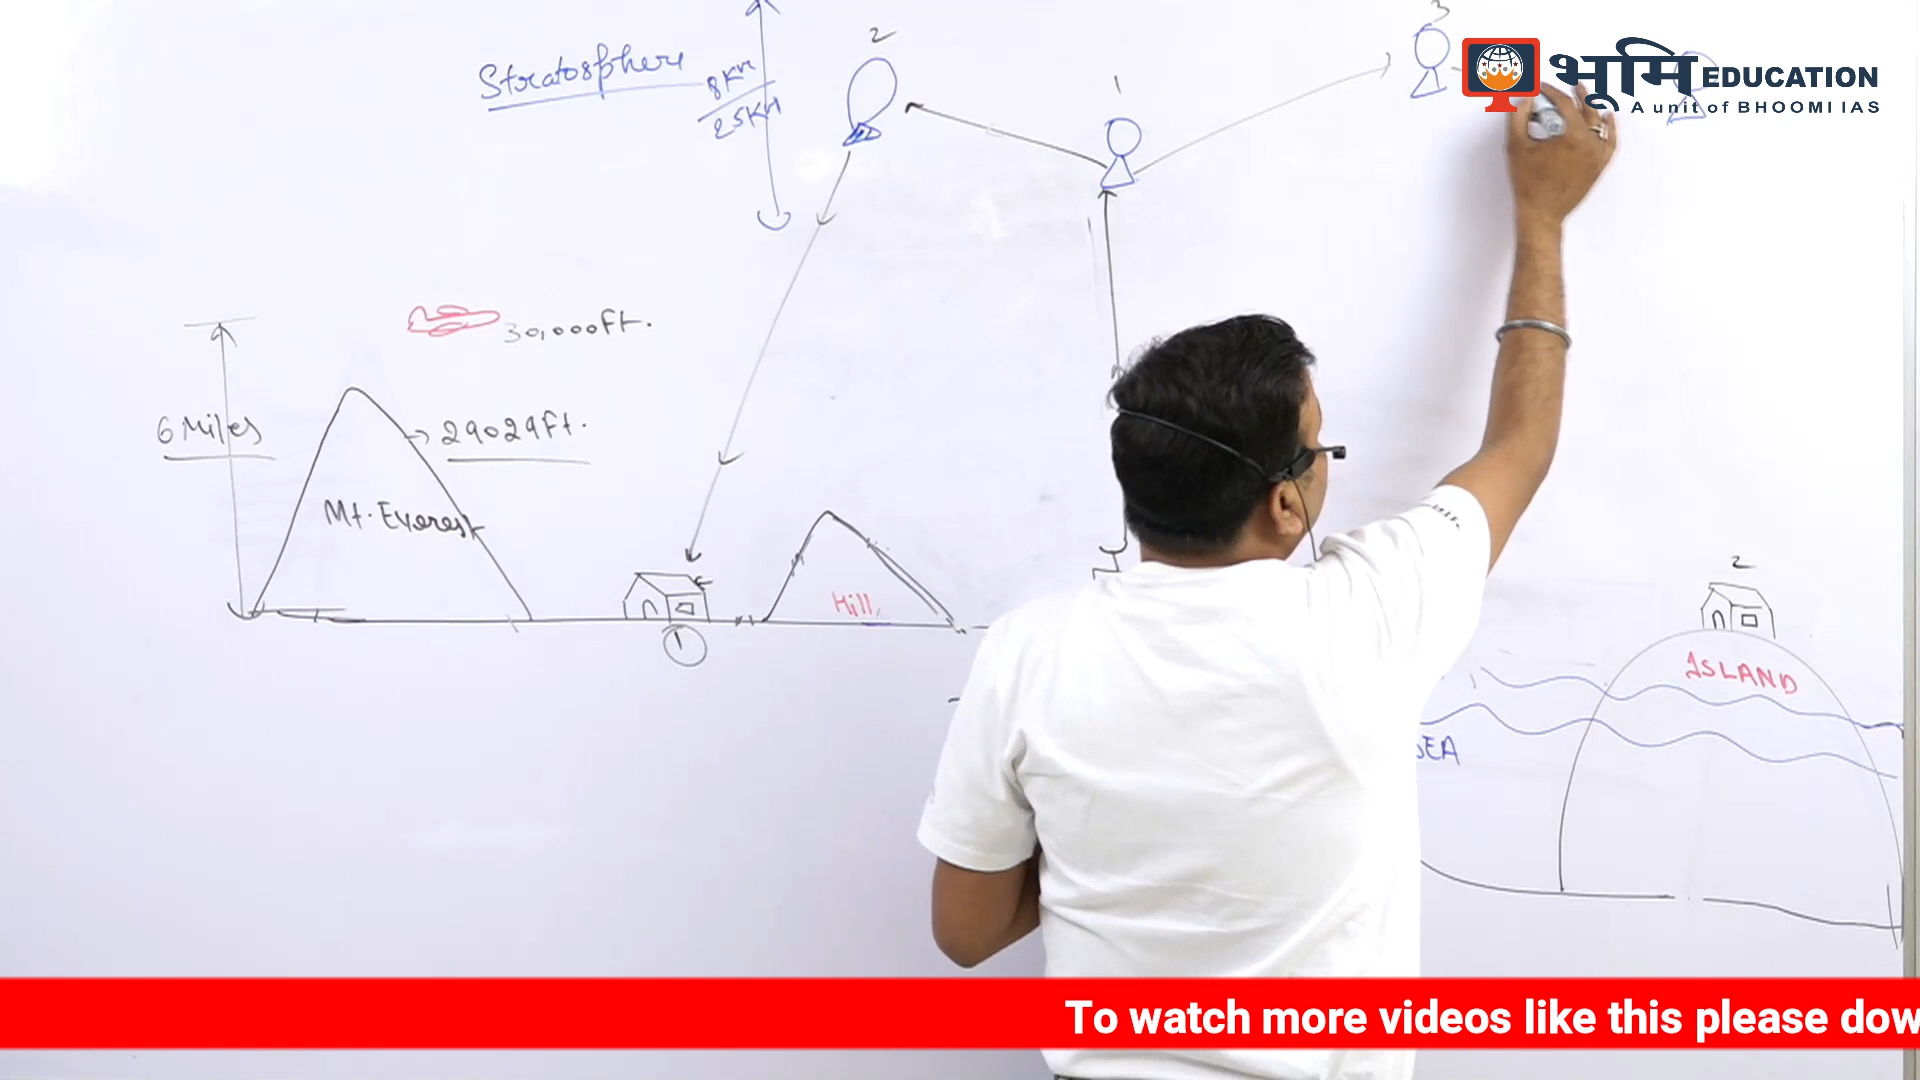 Stratosphere
8KM
25KM
2
1
3
भूमि EDUCATION
A unit of BHOOMI IAS
30,000Ft.
6 Miles
29029Ft.
Mt. Everest
Hill
1
2
ISLAND
SEA
To watch more videos like this please dow